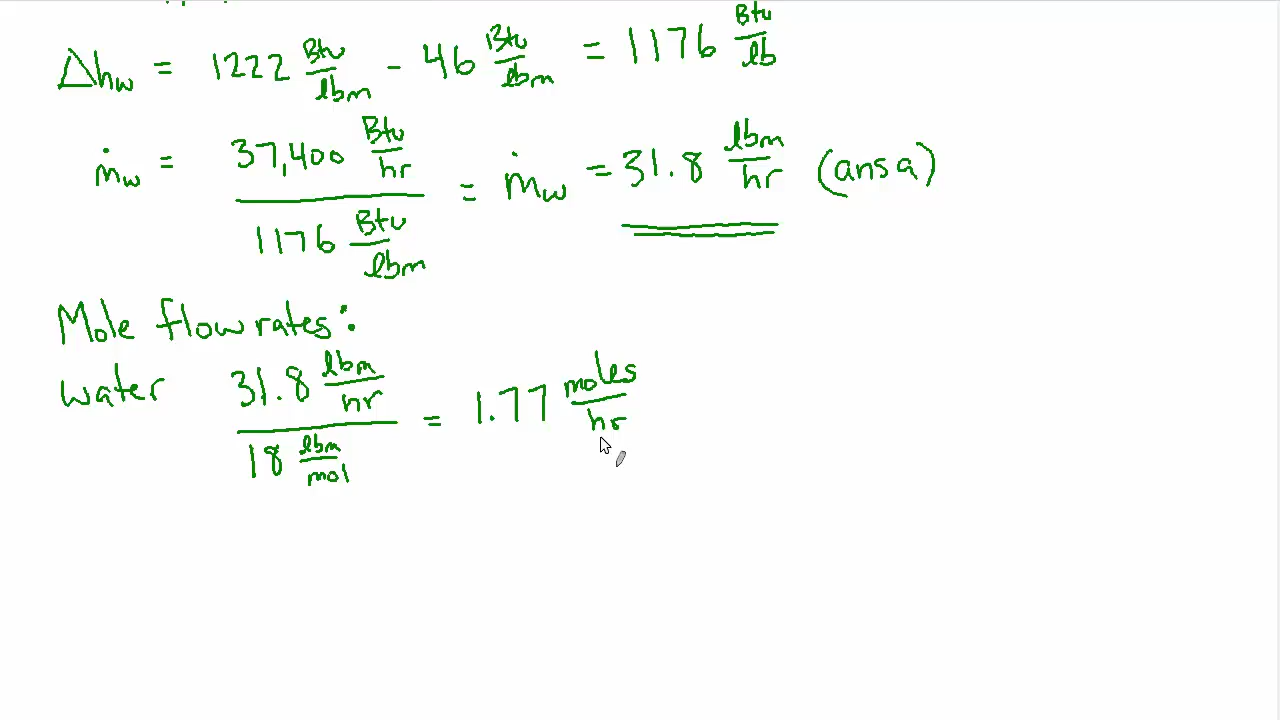 Δhw = 1222 Btu/lbm - 46 Btu/lbm = 1176 Btu/lb
ṁw = 37,400 Btu/hr / 1176 Btu/lbm = ṁw = 31.8 lbm/hr (ans a)
Mole flow rates:
water 31.8 lbm/hr / 18 lbm/mol = 1.77 moles/hr